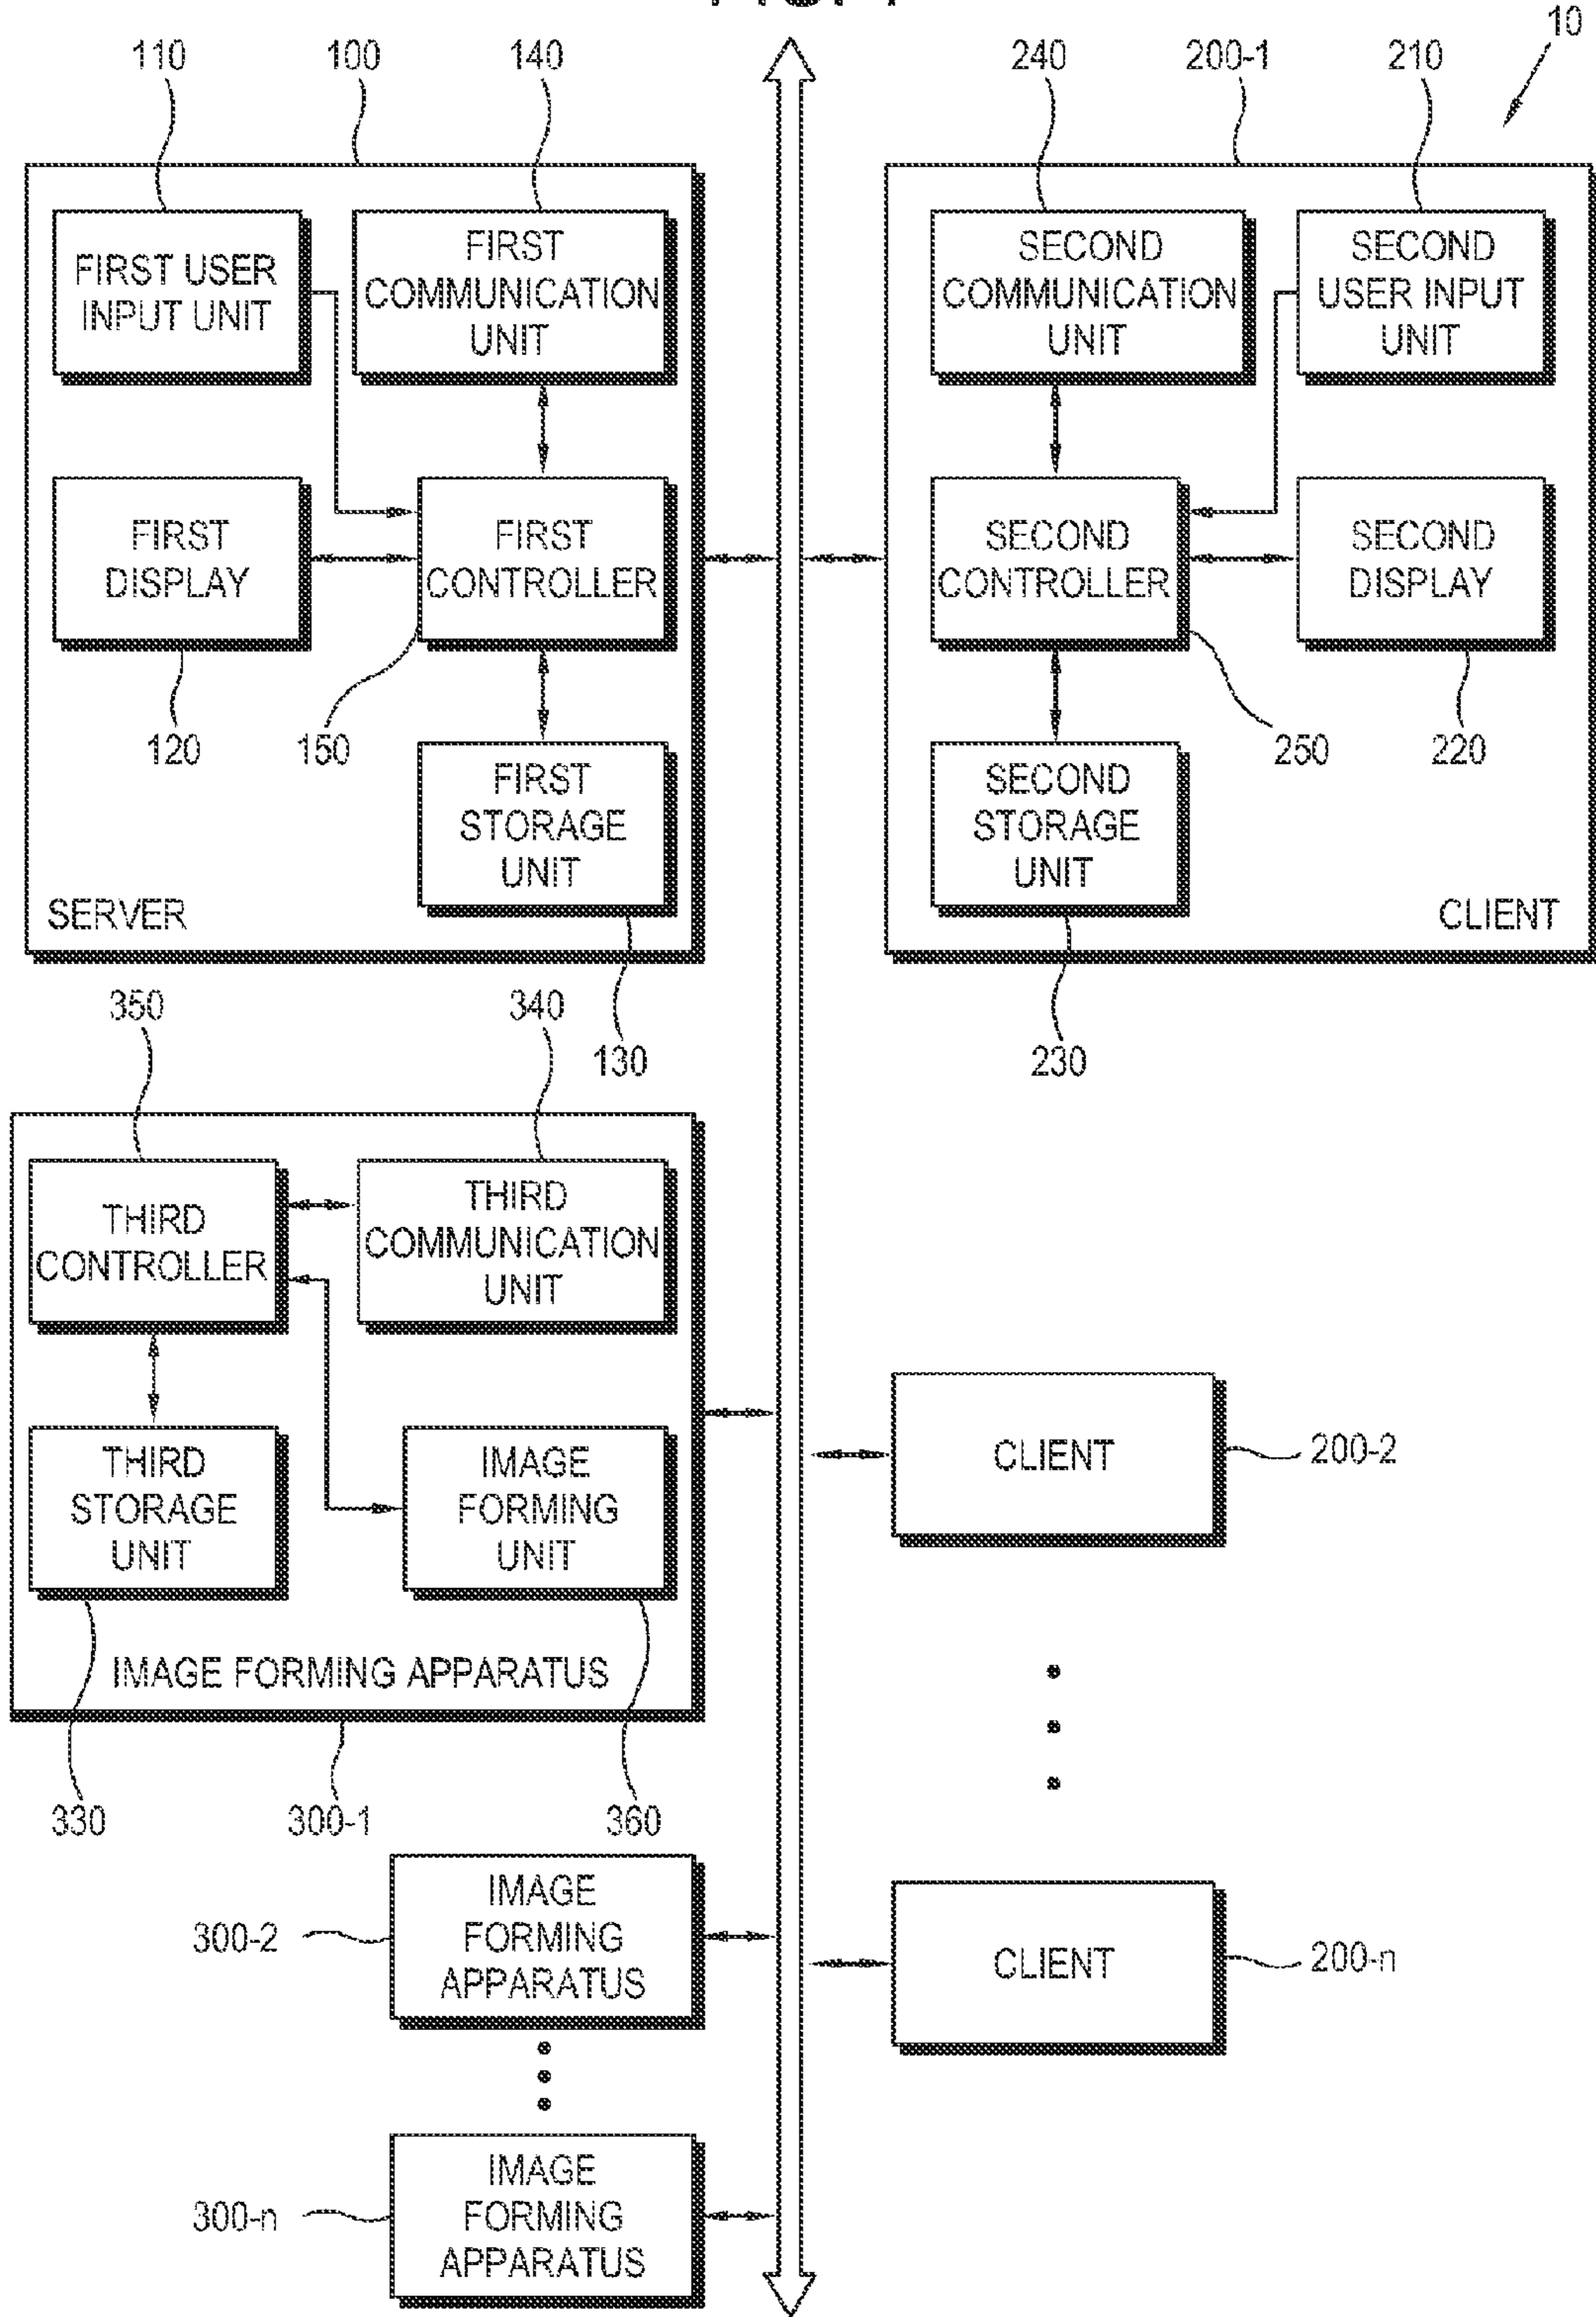 10
110
100
140
240
200-1
210
FIRST USER
INPUT UNIT
FIRST
COMMUNICATION
UNIT
SECOND
COMMUNICATION
UNIT
SECOND
USER INPUT
UNIT
FIRST
DISPLAY
FIRST
CONTROLLER
SECOND
CONTROLLER
SECOND
DISPLAY
120
150
250
220
FIRST
STORAGE
UNIT
SECOND
STORAGE
UNIT
SERVER
CLIENT
130
230
350
340
THIRD
CONTROLLER
THIRD
COMMUNICATION
UNIT
THIRD
STORAGE
UNIT
IMAGE
FORMING
UNIT
IMAGE FORMING APPARATUS
330
300-1
360
CLIENT
200-2
300-2
IMAGE
FORMING
APPARATUS
CLIENT
200-n
300-n
IMAGE
FORMING
APPARATUS